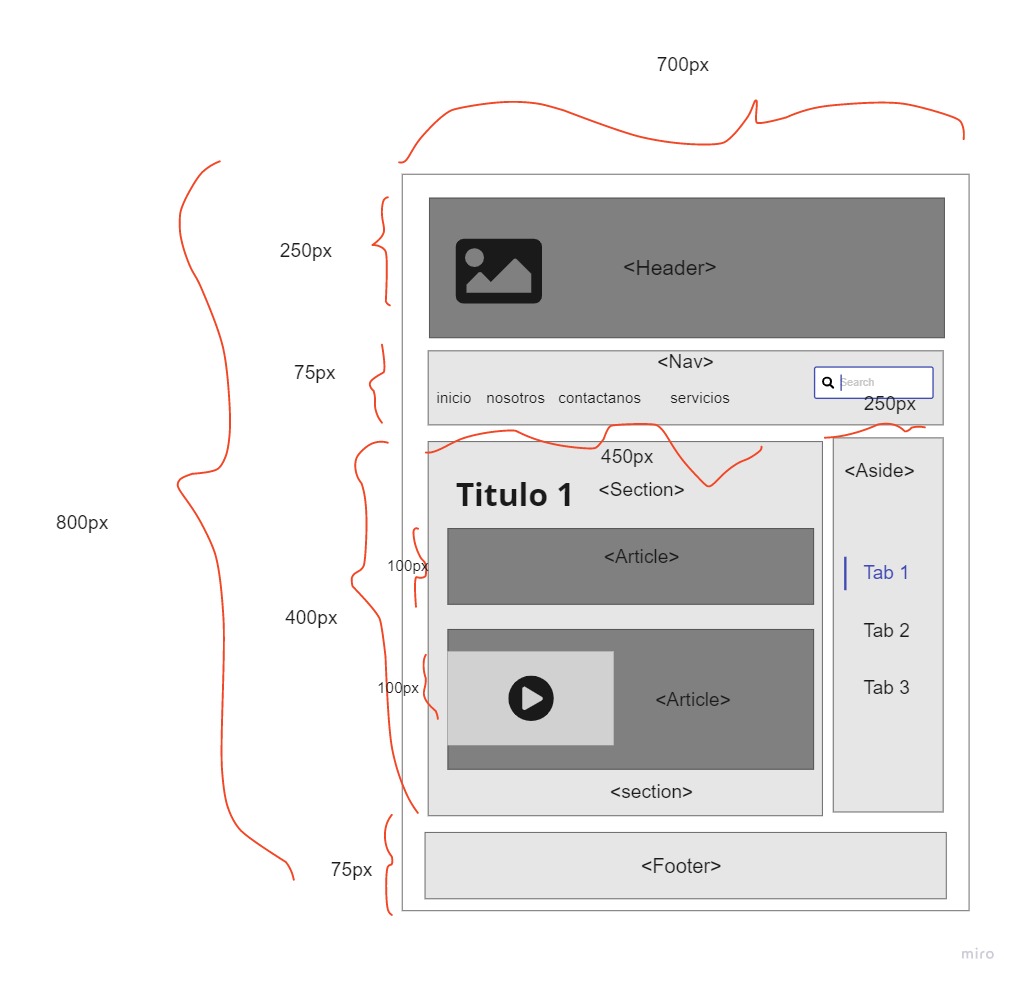 700px
250px
<Header>
75px
<Nav>
Search
inicio nosotros contactanos servicios
250px
450px
<Aside>
Titulo 1 <Section>
800px
100px
<Article>
Tab 1
400px
Tab 2
100px
<Article>
Tab 3
<section>
75px
<Footer>
miro